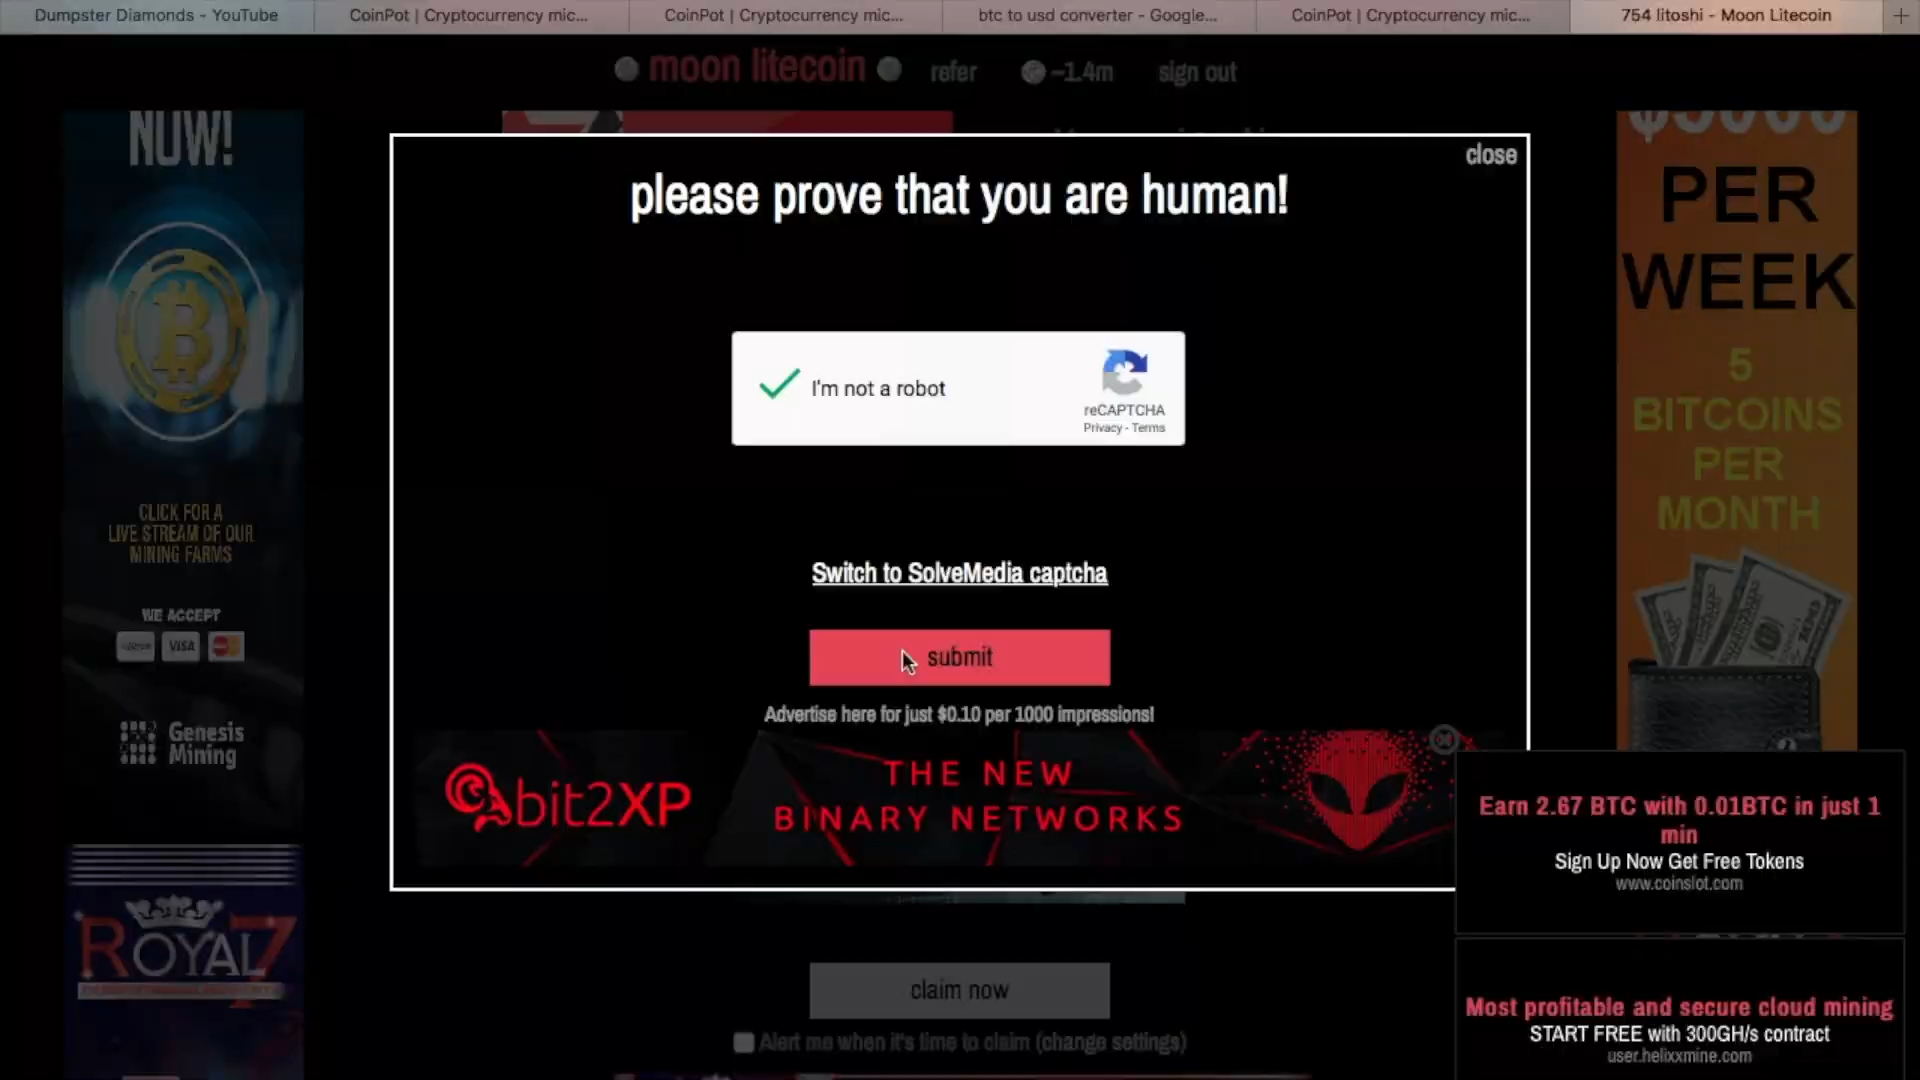 Dumpster Diamonds - YouTube
CoinPot | Cryptocurrency mic...
CoinPot | Cryptocurrency mic...
btc to usd converter - Google...
CoinPot | Cryptocurrency mic...
754 litoshi - Moon Litecoin
moon litecoin
refer
~1.4m
sign out
NOW!
CLICK FOR A
LIVE STREAM OF OUR
MINING FARMS
WE ACCEPT
VISA
Genesis
Mining
ROYAL 7
close
please prove that you are human!
I'm not a robot
reCAPTCHA
Privacy - Terms
Switch to SolveMedia captcha
submit
Advertise here for just $0.10 per 1000 impressions!
bit2XP
THE NEW
BINARY NETWORKS
claim now
Alert me when it's time to claim (change settings)
PER
WEEK
5
BITCOINS
PER
MONTH
Earn 2.67 BTC with 0.01BTC in just 1
min
Sign Up Now Get Free Tokens
www.coinslot.com
Most profitable and secure cloud mining
START FREE with 300GH/s contract
user.helixxmine.com